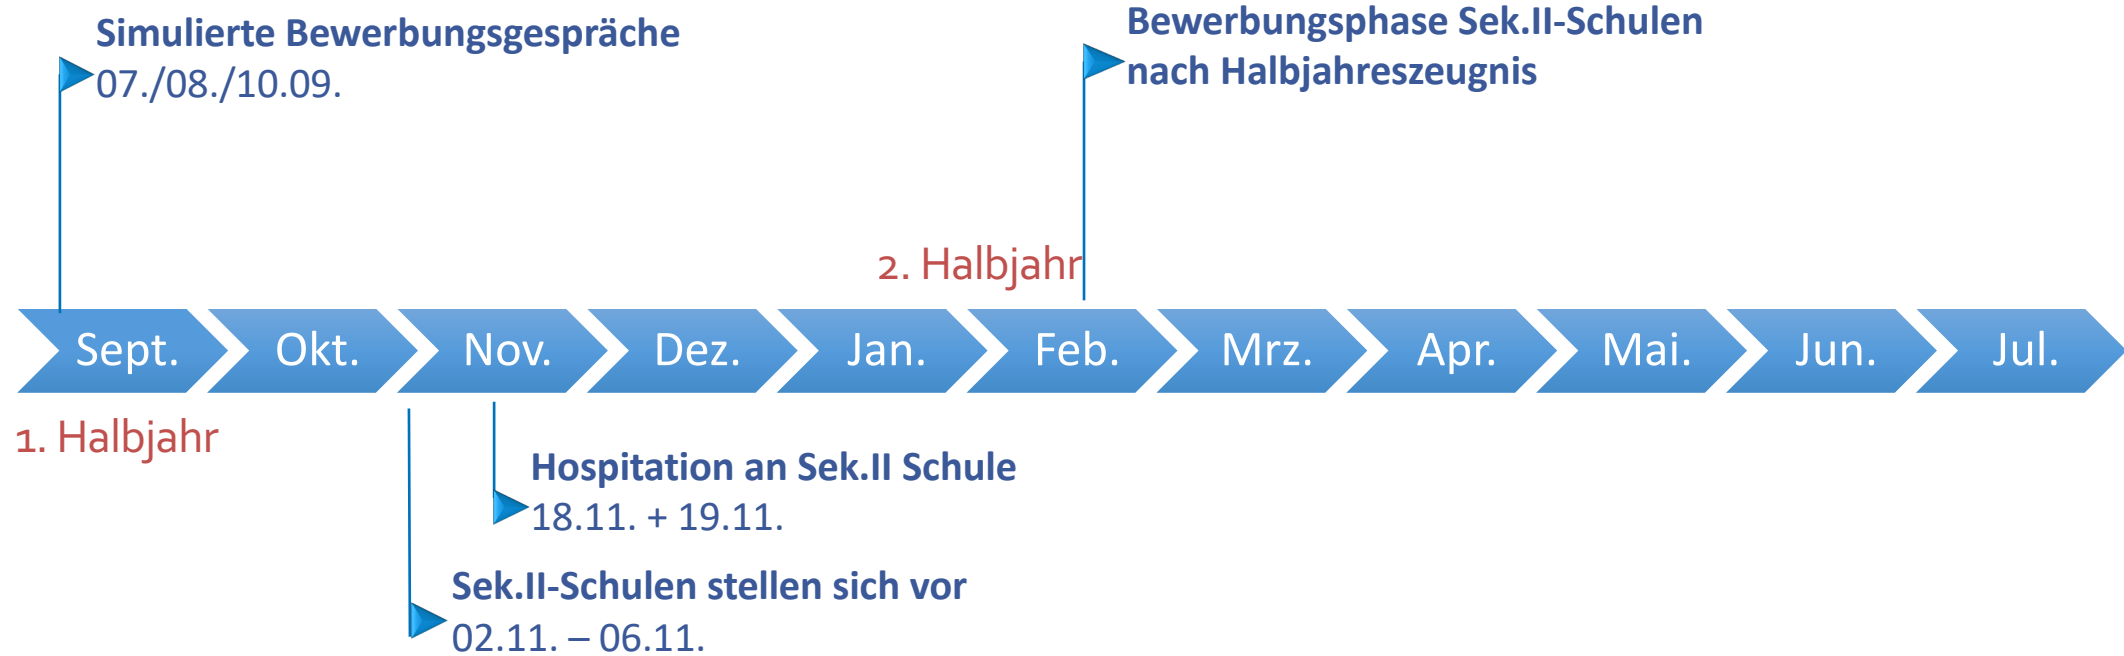 Simulierte Bewerbungsgespräche
07./08./10.09.
Bewerbungsphase Sek.II-Schulen
nach Halbjahreszeugnis
2. Halbjahr
Sept. Okt. Nov. Dez. Jan. Feb. Mrz. Apr. Mai. Jun. Jul.
1. Halbjahr
Hospitation an Sek.II Schule
18.11. + 19.11.
Sek.II-Schulen stellen sich vor
02.11. – 06.11.